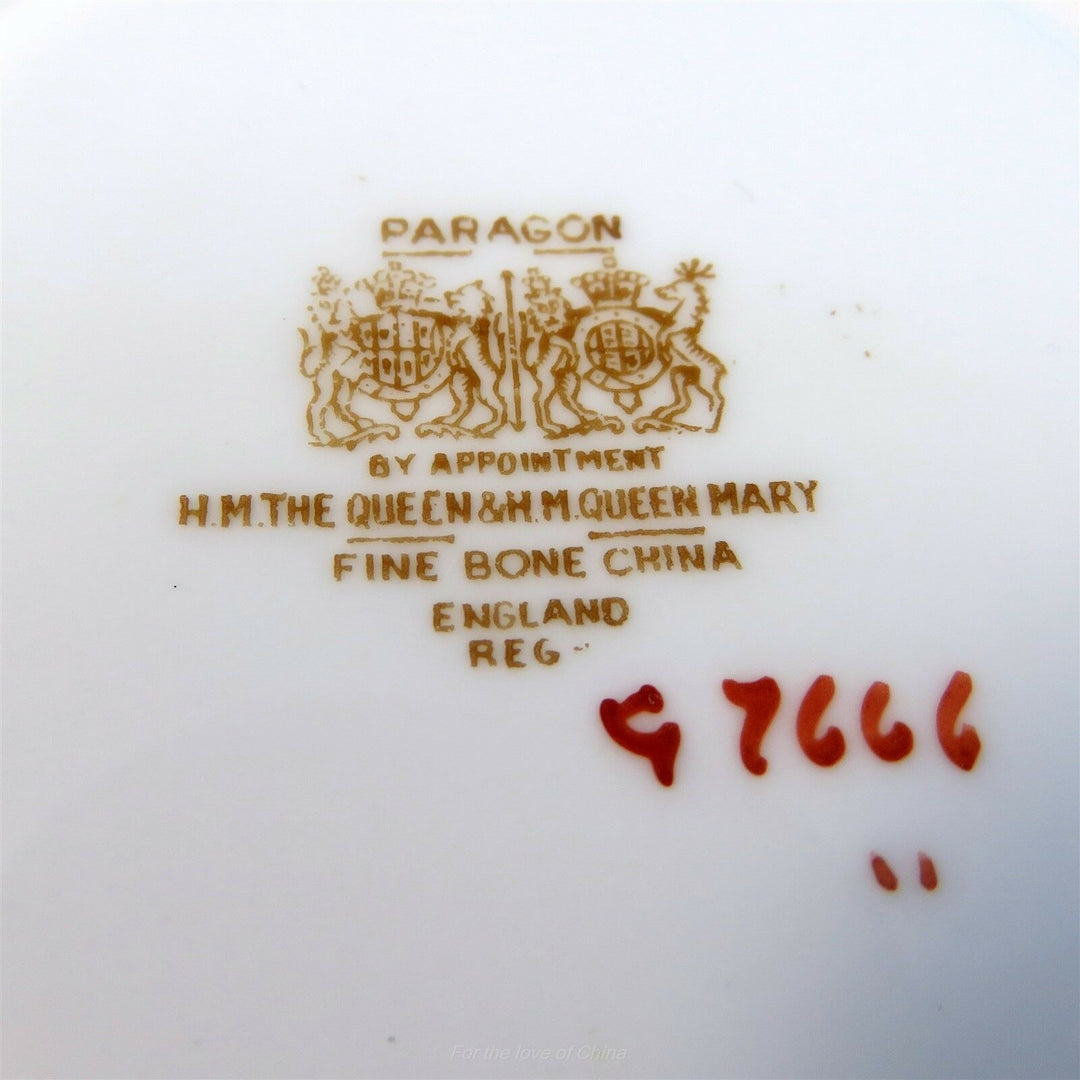 PARAGON
BY APPOINTMENT
H.M. THE QUEEN & H.M. QUEEN MARY
FINE BONE CHINA
ENGLAND
REG
G 7666
"
For the love of China